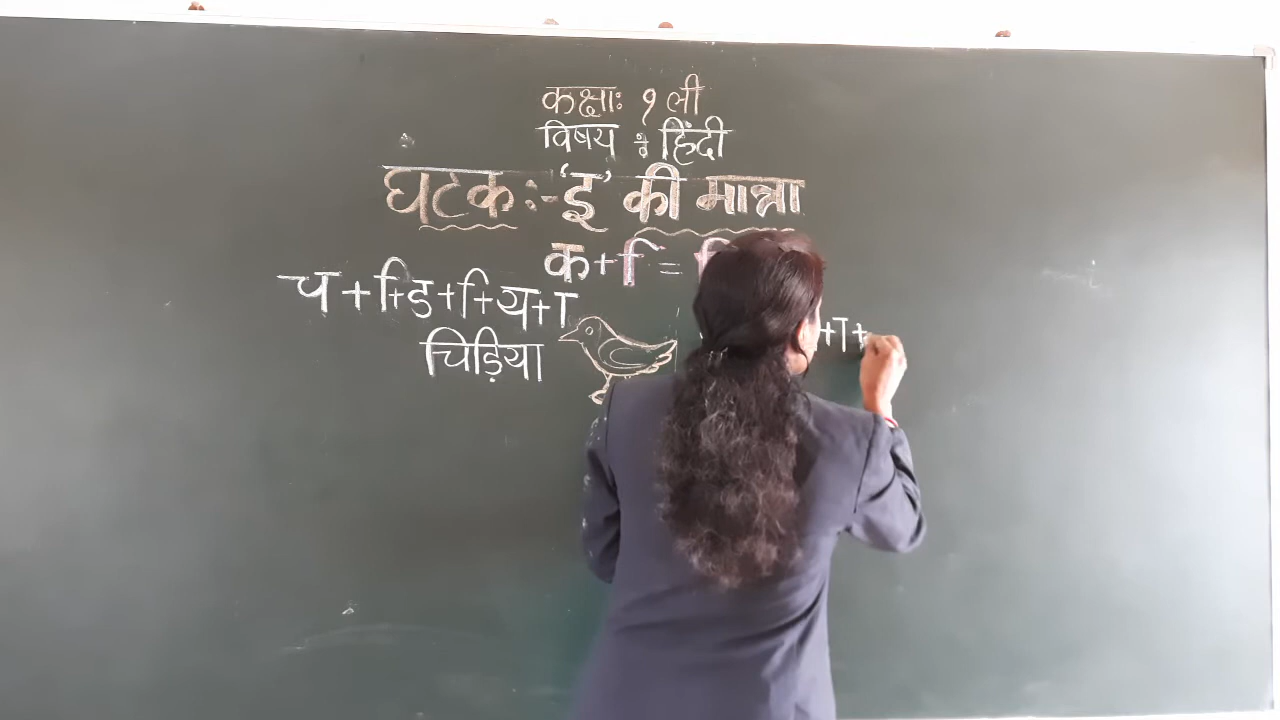 कक्षाः १ ली
विषय : हिंदी
घटक :- 'इ' की मात्रा
क + ि =
च + ि + ड + ि + य + ा
चिड़िया
+ ा +